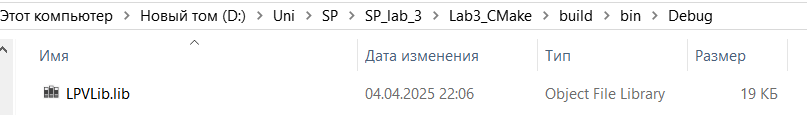 Этот компьютер > Новый том (D:) > Uni > SP > SP_lab_3 > Lab3_CMake > build > bin > Debug
Имя Дата изменения Тип Размер
LPVLib.lib 04.04.2025 22:06 Object File Library 19 КБ